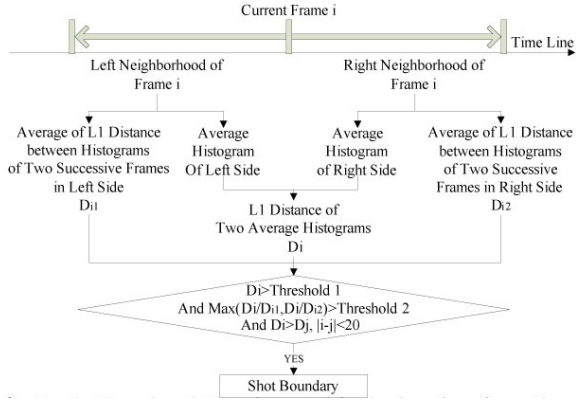 Current Frame i
Time Line
Left Neighborhood of
Frame i
Right Neighborhood of
Frame i
Average of L1 Distance
between Histograms
of Two Successive Frames
in Left Side
Di1
Average
Histogram
Of Left Side
Average
Histogram
of Right Side
Average of L1 Distance
between Histograms
of Two Successive
Frames in Right Side
Di2
L1 Distance of
Two Average Histograms
Di
Di>Threshold 1
And Max(Di/Di1,Di/Di2)>Threshold 2
And Di>Dj, |i-j|<20
YES
Shot Boundary